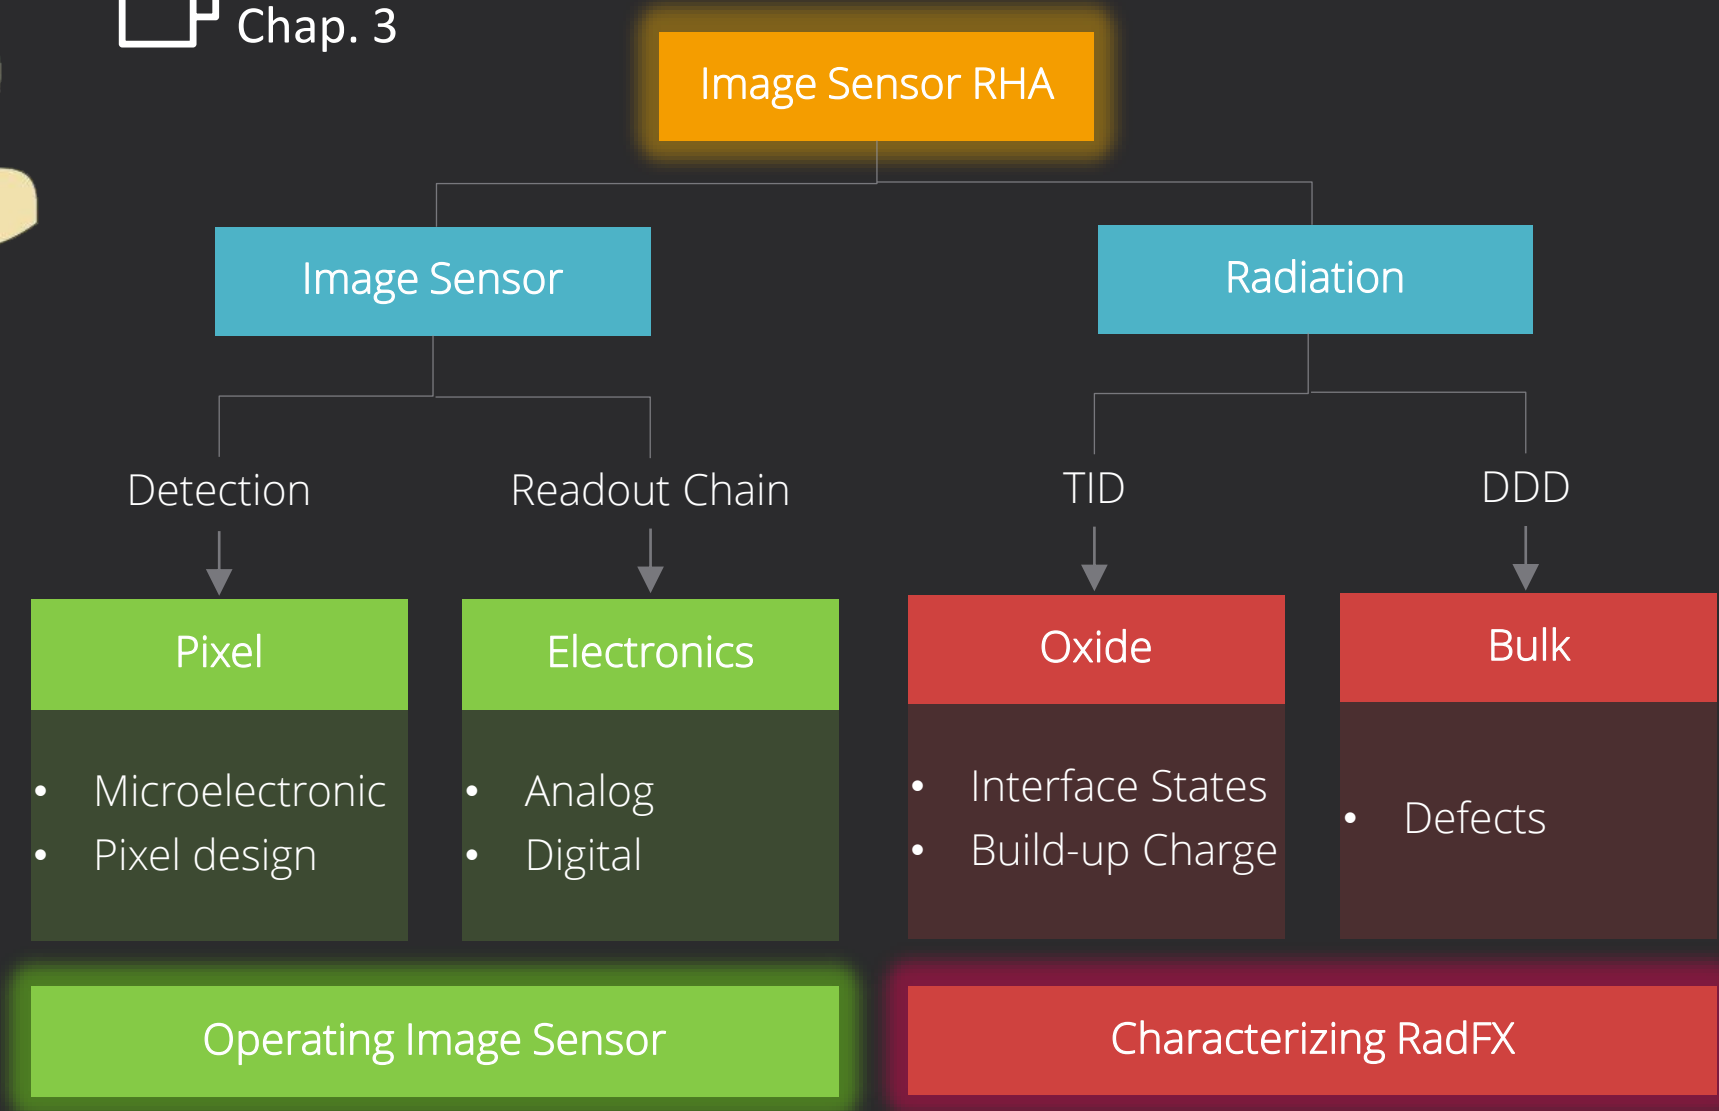 Chap. 3
Image Sensor RHA
Image Sensor
Radiation
Detection
Readout Chain
TID
DDD
Pixel
Electronics
Oxide
Bulk
• Microelectronic
• Pixel design
• Analog
• Digital
• Interface States
• Build-up Charge
• Defects
Operating Image Sensor
Characterizing RadFX